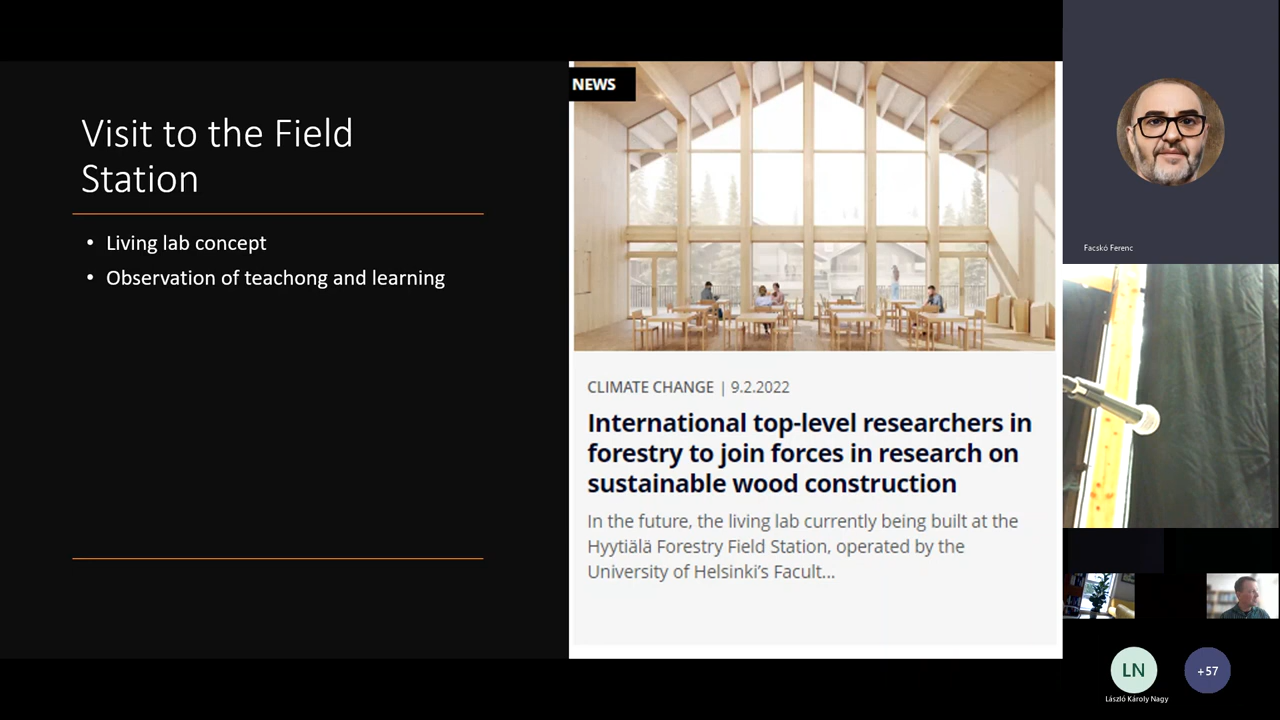 Visit to the Field
Station
• Living lab concept
• Observation of teachong and learning
NEWS
CLIMATE CHANGE | 9.2.2022
International top-level researchers in
forestry to join forces in research on
sustainable wood construction
In the future, the living lab currently being built at the
Hyytiälä Forestry Field Station, operated by the
University of Helsinki's Facult...
Facskó Ferenc
LN
+57
László Károly Nagy